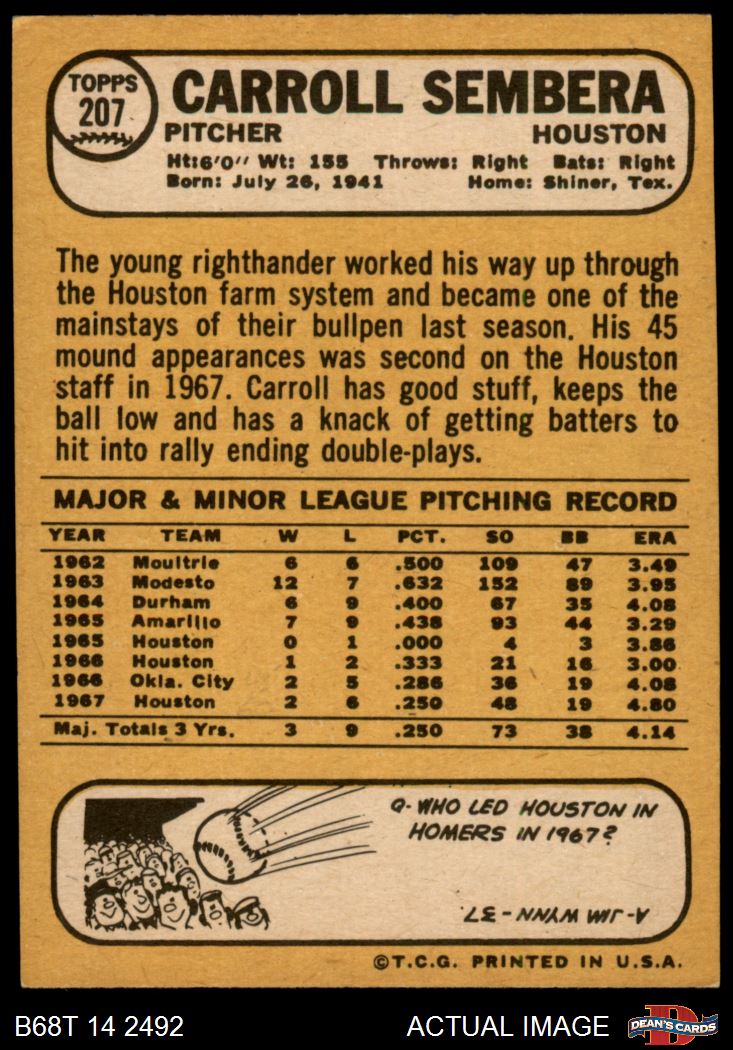 TOPPS
207
CARROLL SEMBERA
PITCHER HOUSTON
Ht:6'0" Wt: 155 Throws: Right Bats: Right
Born: July 26, 1941 Home: Shiner, Tex.
The young righthander worked his way up through
the Houston farm system and became one of the
mainstays of their bullpen last season. His 45
mound appearances was second on the Houston
staff in 1967. Carroll has good stuff, keeps the
ball low and has a knack of getting batters to
hit into rally ending double-plays.
MAJOR & MINOR LEAGUE PITCHING RECORD
YEAR TEAM W L PCT. SO BB ERA
1962 Moultrie 6 6 .500 109 47 3.49
1963 Modesto 12 7 .632 152 89 3.95
1964 Durham 6 9 .400 67 35 4.08
1965 Amarillo 7 9 .438 93 44 3.29
1965 Houston 0 1 .000 4 3 3.86
1966 Houston 1 2 .333 21 16 3.00
1966 Okla. City 2 5 .286 36 19 4.08
1967 Houston 2 6 .250 48 19 4.80
Maj. Totals 3 Yrs. 3 9 .250 73 38 4.14
Q- WHO LED HOUSTON IN
HOMERS IN 1967?
A- JIM WYNN - 37.
©T.C.G. PRINTED IN U.S.A.
B68T 14 2492 ACTUAL IMAGE DEAN'S CARDS